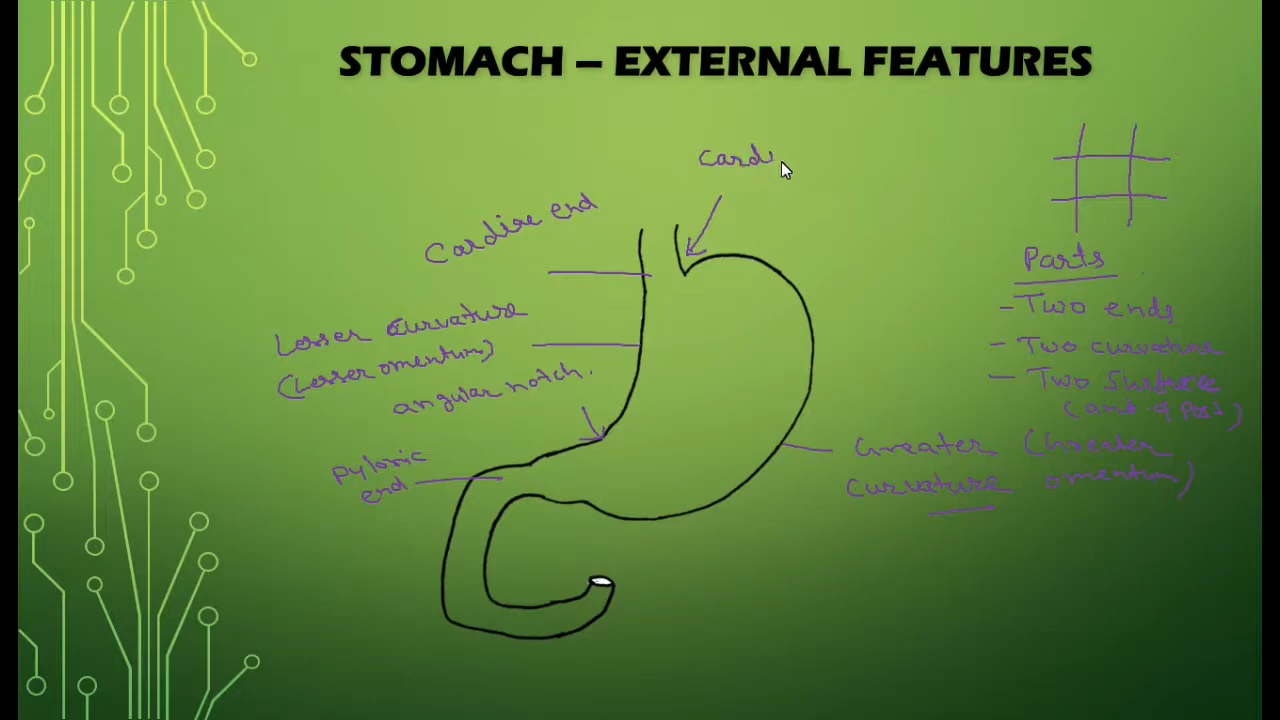 STOMACH – EXTERNAL FEATURES
Cardi
Cardiac end
Lesser curvature
(Lesser omentum)
angular notch.
pyloric
end
Parts
- Two ends
- Two curvature
- Two Surface
(ant & Post)
Greater (Greater
curvature omentum)